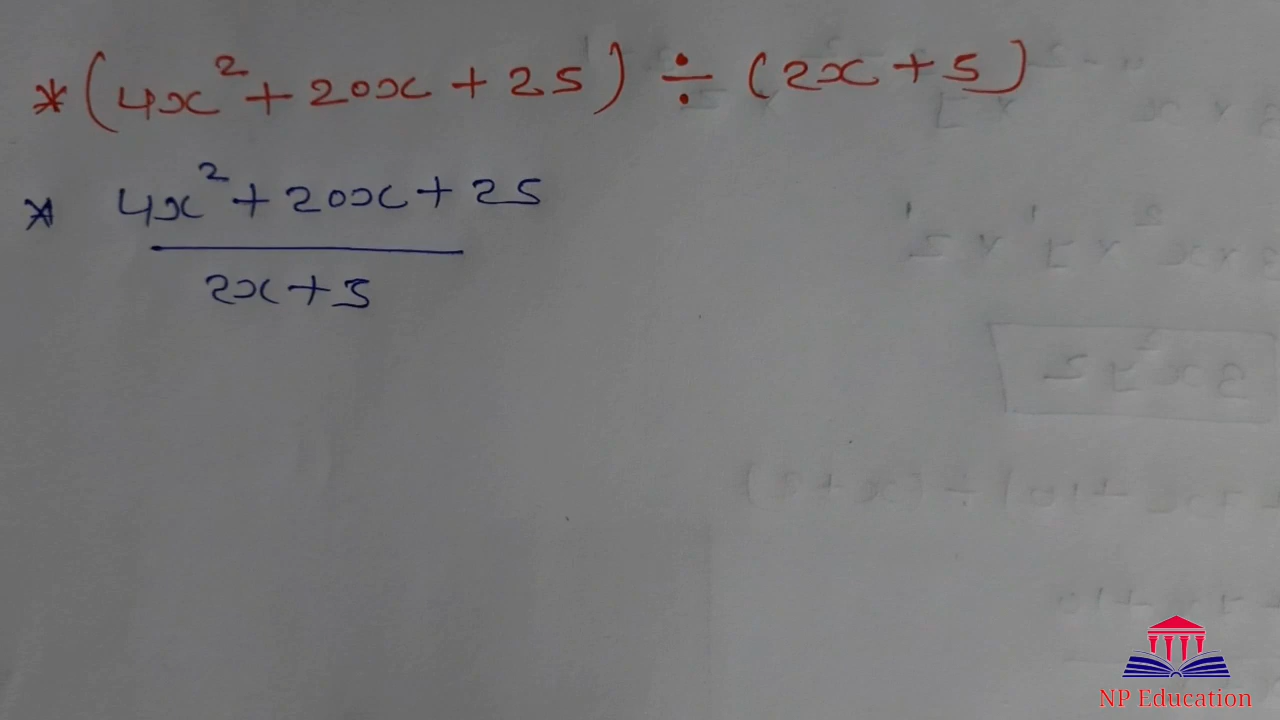 * (4x² + 20x + 25) ÷ (2x + 5)
* 4x² + 20x + 25
2x + 5
NP Education